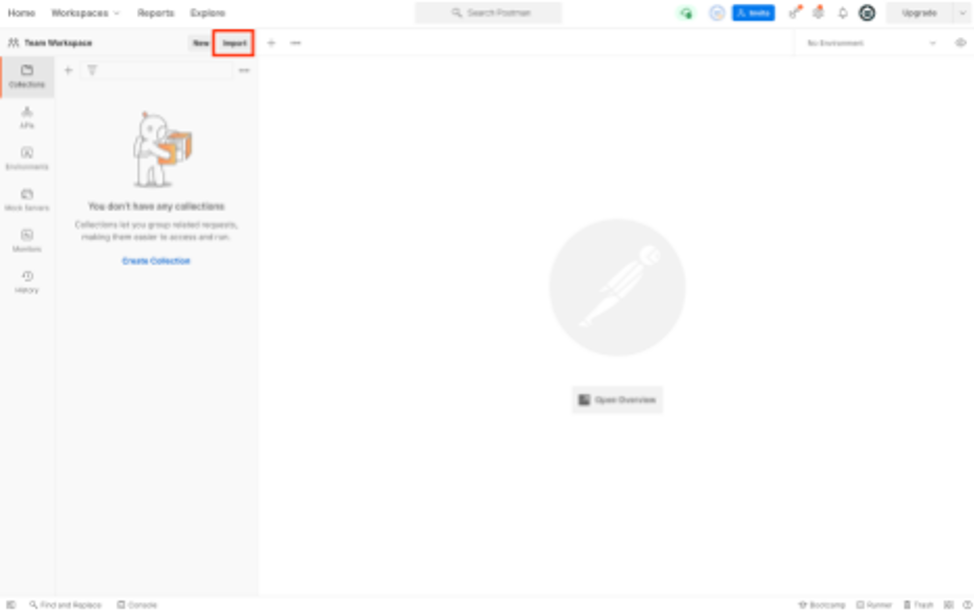 Home Workspaces Reports Explore Search Postman Invite Upgrade
Team Workspace New Import No Environment
Collections
APIs
Environments
Mock Servers
Monitors
History
You don't have any collections
Collections let you group related requests,
making them easier to access and run.
Create Collection
Open Overview
Find and Replace Console Bootcamp Runner Trash